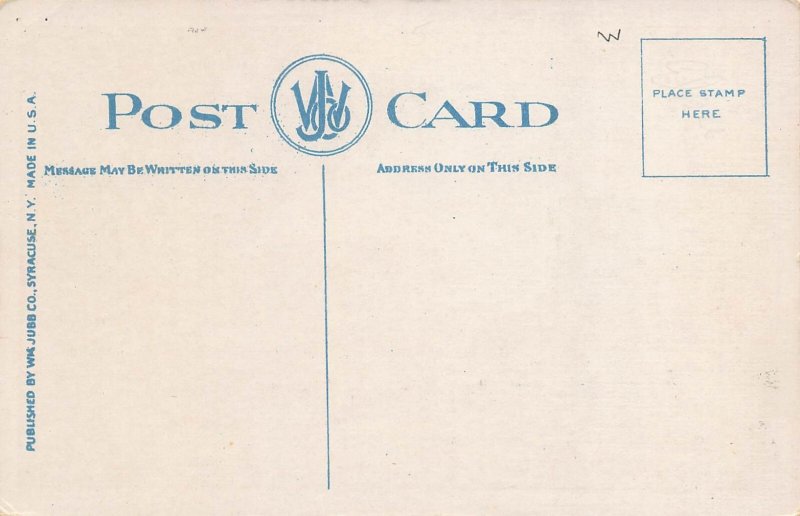 POST CARD
PLACE STAMP
HERE
MESSAGE MAY BE WRITTEN ON THIS SIDE
ADDRESS ONLY ON THIS SIDE
PUBLISHED BY WM. JUBB CO., SYRACUSE, N.Y. MADE IN U.S.A.